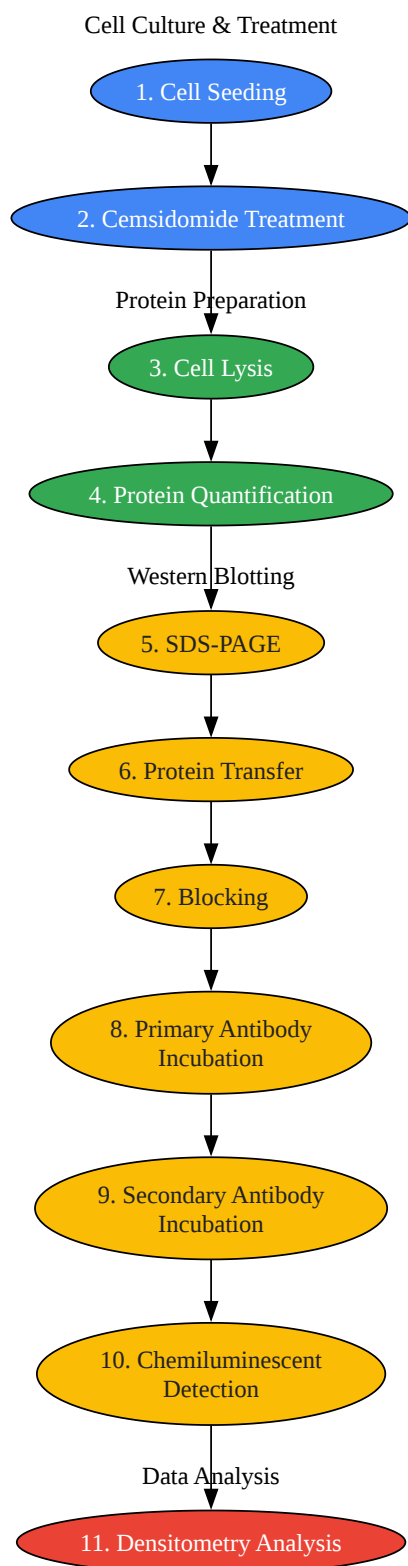 Cell Culture & Treatment
1. Cell Seeding
2. Cemsidomide Treatment
Protein Preparation
3. Cell Lysis
4. Protein Quantification
Western Blotting
5. SDS-PAGE
6. Protein Transfer
7. Blocking
8. Primary Antibody
Incubation
9. Secondary Antibody
Incubation
10. Chemiluminescent
Detection
Data Analysis
11. Densitometry Analysis